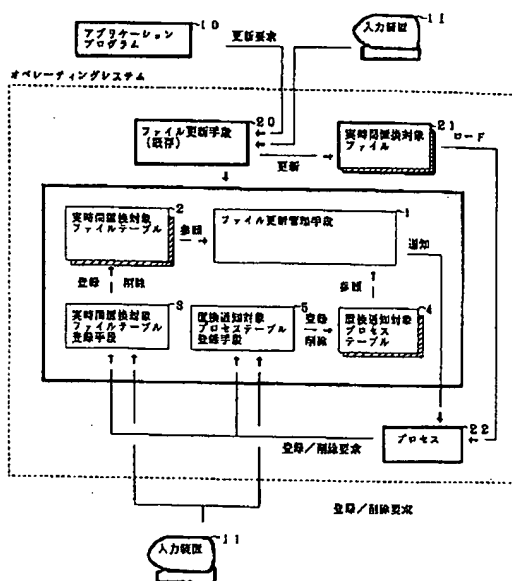 アプリケーション
プログラム
10
更新要求
入力装置
11
オペレーティングシステム
ファイル更新手段
(既存)
20
更新
実時間置換対象
ファイル
21
ロード
実時間置換対象
ファイルテーブル
2
参照
ファイル更新管理手段
1
通知
登録
削除
参照
実時間置換対象
ファイルテーブル
登録手段
3
置換通知対象
プロセステーブル
登録手段
5
登録
削除
置換通知対象
プロセス
テーブル
4
プロセス
22
登録/削除要求
登録/削除要求
入力装置
11